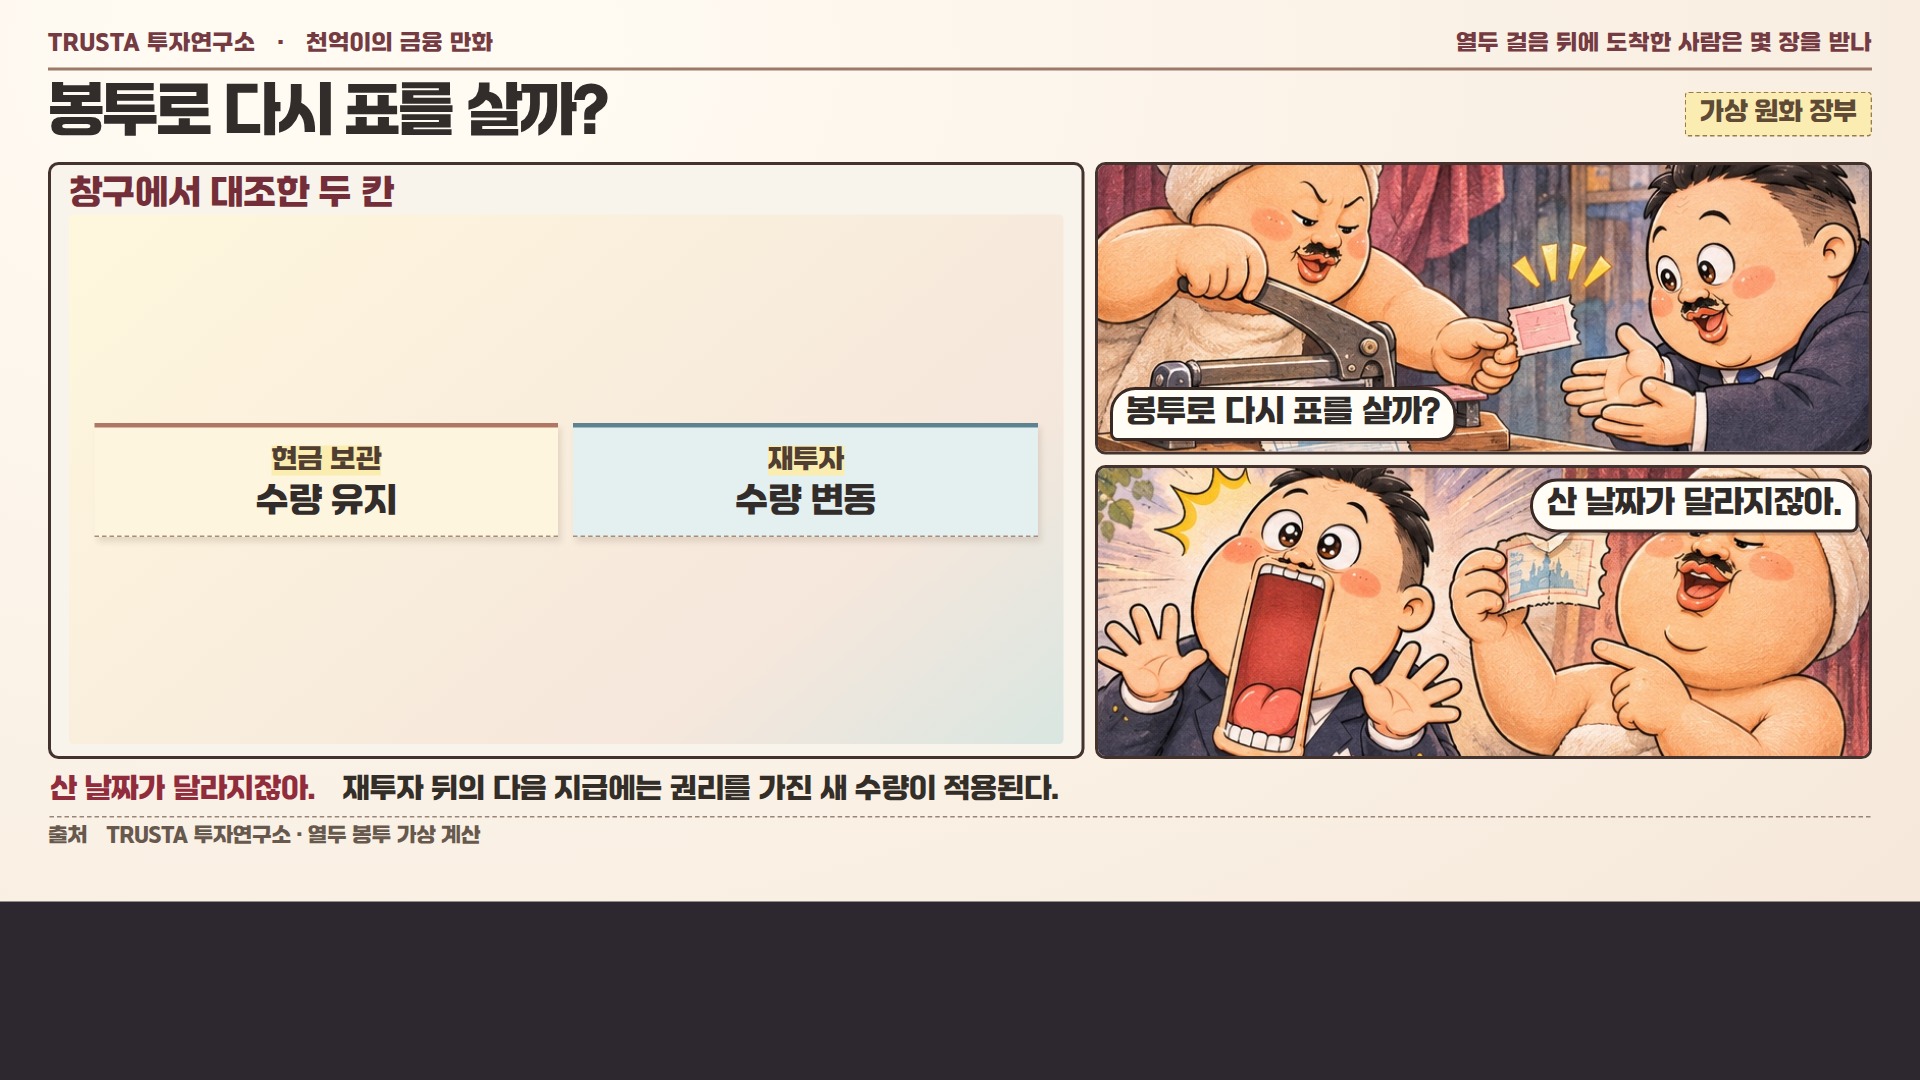 TRUSTA 투자연구소 · 천억이의 금융 만화
열두 걸음 뒤에 도착한 사람은 몇 장을 받나
봉투로 다시 표를 살까?
가상 원화 장부
창구에서 대조한 두 칸
현금 보관
수량 유지
재투자
수량 변동
봉투로 다시 표를 살까?
산 날짜가 달라지잖아.
산 날짜가 달라지잖아. 재투자 뒤의 다음 지급에는 권리를 가진 새 수량이 적용된다.
출처 TRUSTA 투자연구소 · 열두 봉투 가상 계산